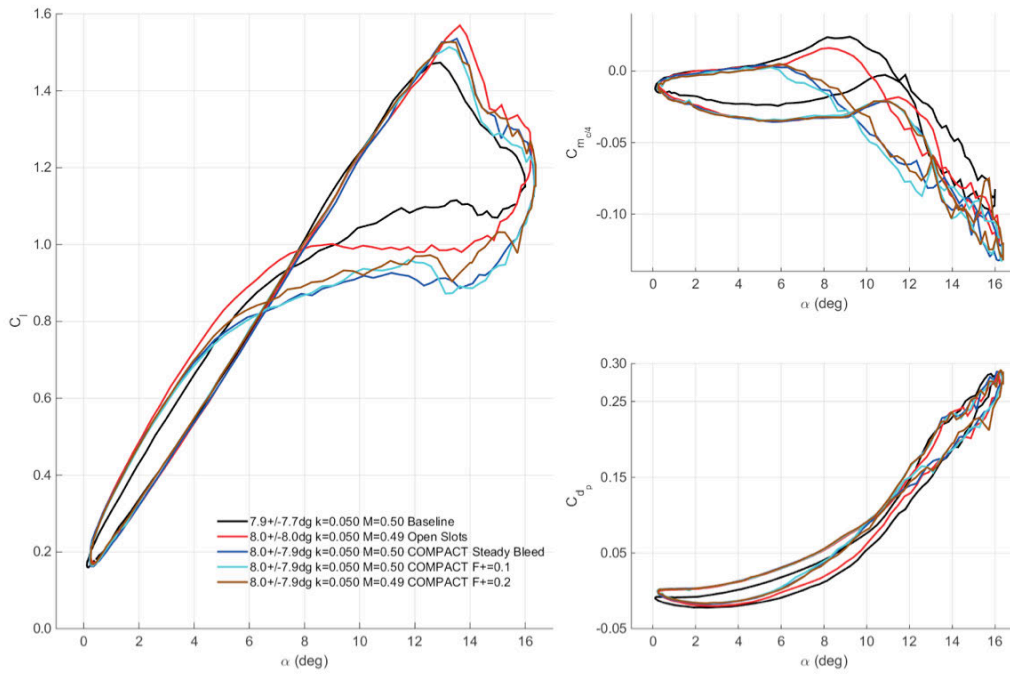 1.6
1.4
1.2
1.0
0.8
0.6
0.4
0.2
0.0
C_l
0 2 4 6 8 10 12 14 16
α (deg)
7.9+/-7.7dg k=0.050 M=0.50 Baseline
8.0+/-8.0dg k=0.050 M=0.49 Open Slots
8.0+/-7.9dg k=0.050 M=0.50 COMPACT Steady Bleed
8.0+/-7.9dg k=0.050 M=0.50 COMPACT F+=0.1
8.0+/-7.9dg k=0.050 M=0.49 COMPACT F+=0.2
0.0
-0.05
-0.10
C_m_c/4
0 2 4 6 8 10 12 14 16
α (deg)
0.30
0.25
0.15
0.05
-0.05
C_d_p
0 2 4 6 8 10 12 14 16
α (deg)